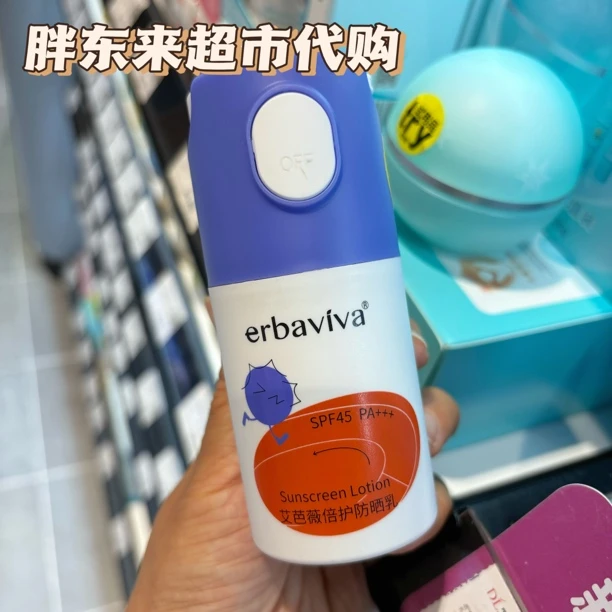 胖东来超市代购
OFF
erbaviva®
SPF45 PA+++
Sunscreen Lotion
艾芭薇倍护防晒乳
try